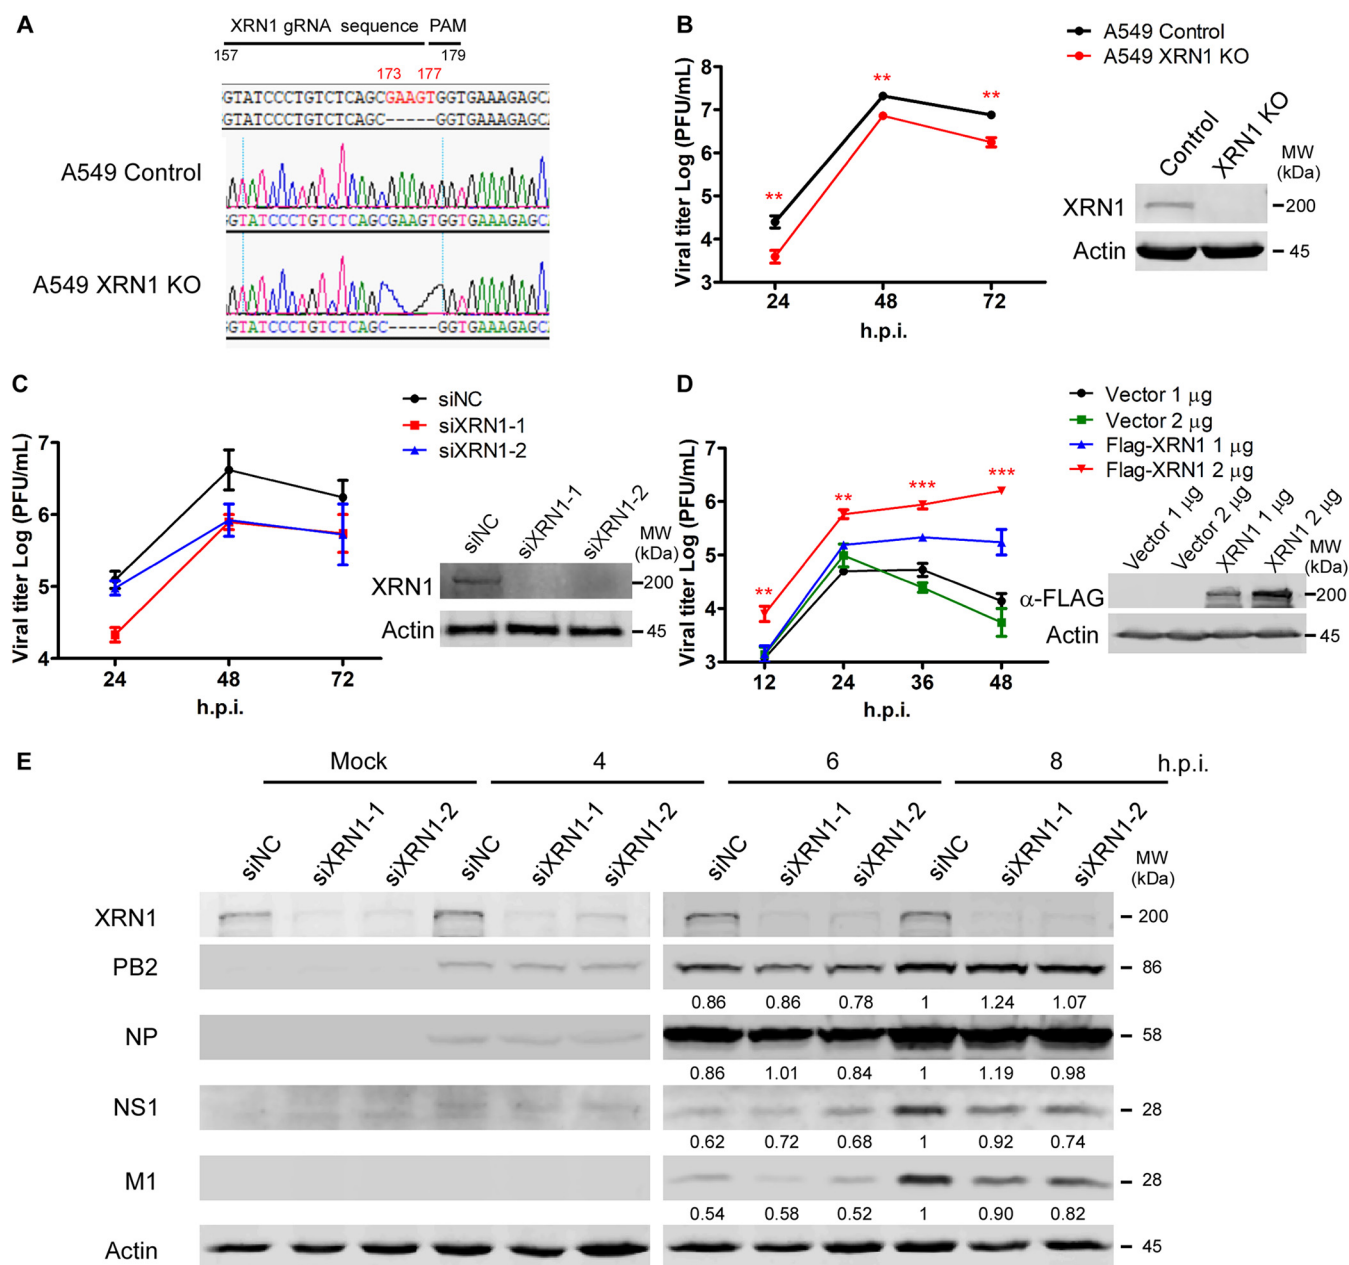 A
XRN1 gRNA sequence PAM
157 179
173 177
GTATCCCTGTCTCAGCGAAGTGGTGAAAGAGC
GTATCCCTGTCTCAGC-----GGTGAAAGAGC
A549 Control
GTATCCCTGTCTCAGCGAAGTGGTGAAAGAGC
A549 XRN1 KO
GTATCCCTGTCTCAGC-----GGTGAAAGAGC
B
A549 Control
A549 XRN1 KO
Viral titer Log (PFU/mL)
8
7
6
5
4
3
** ** **
24 48 72
h.p.i.
Control XRN1 KO MW
(kDa)
XRN1 200
Actin 45
C
siNC
siXRN1-1
siXRN1-2
Viral titer Log (PFU/mL)
7
6
5
4
24 48 72
h.p.i.
siNC siXRN1-1 siXRN1-2 MW
(kDa)
XRN1 200
Actin 45
D
Vector 1 μg
Vector 2 μg
Flag-XRN1 1 μg
Flag-XRN1 2 μg
Viral titer Log (PFU/mL)
7
6
5
4
3
** ** *** ***
12 24 36 48
h.p.i.
Vector 1 μg Vector 2 μg XRN1 1 μg XRN1 2 μg MW
(kDa)
α-FLAG 200
Actin 45
E
Mock 4 6 8 h.p.i.
siNC siXRN1-1 siXRN1-2 siNC siXRN1-1 siXRN1-2 siNC siXRN1-1 siXRN1-2 siNC siXRN1-1 siXRN1-2 MW
(kDa)
XRN1 200
PB2 86
0.86 0.86 0.78 1 1.24 1.07
NP 58
0.86 1.01 0.84 1 1.19 0.98
NS1 28
0.62 0.72 0.68 1 0.92 0.74
M1 28
0.54 0.58 0.52 1 0.90 0.82
Actin 45